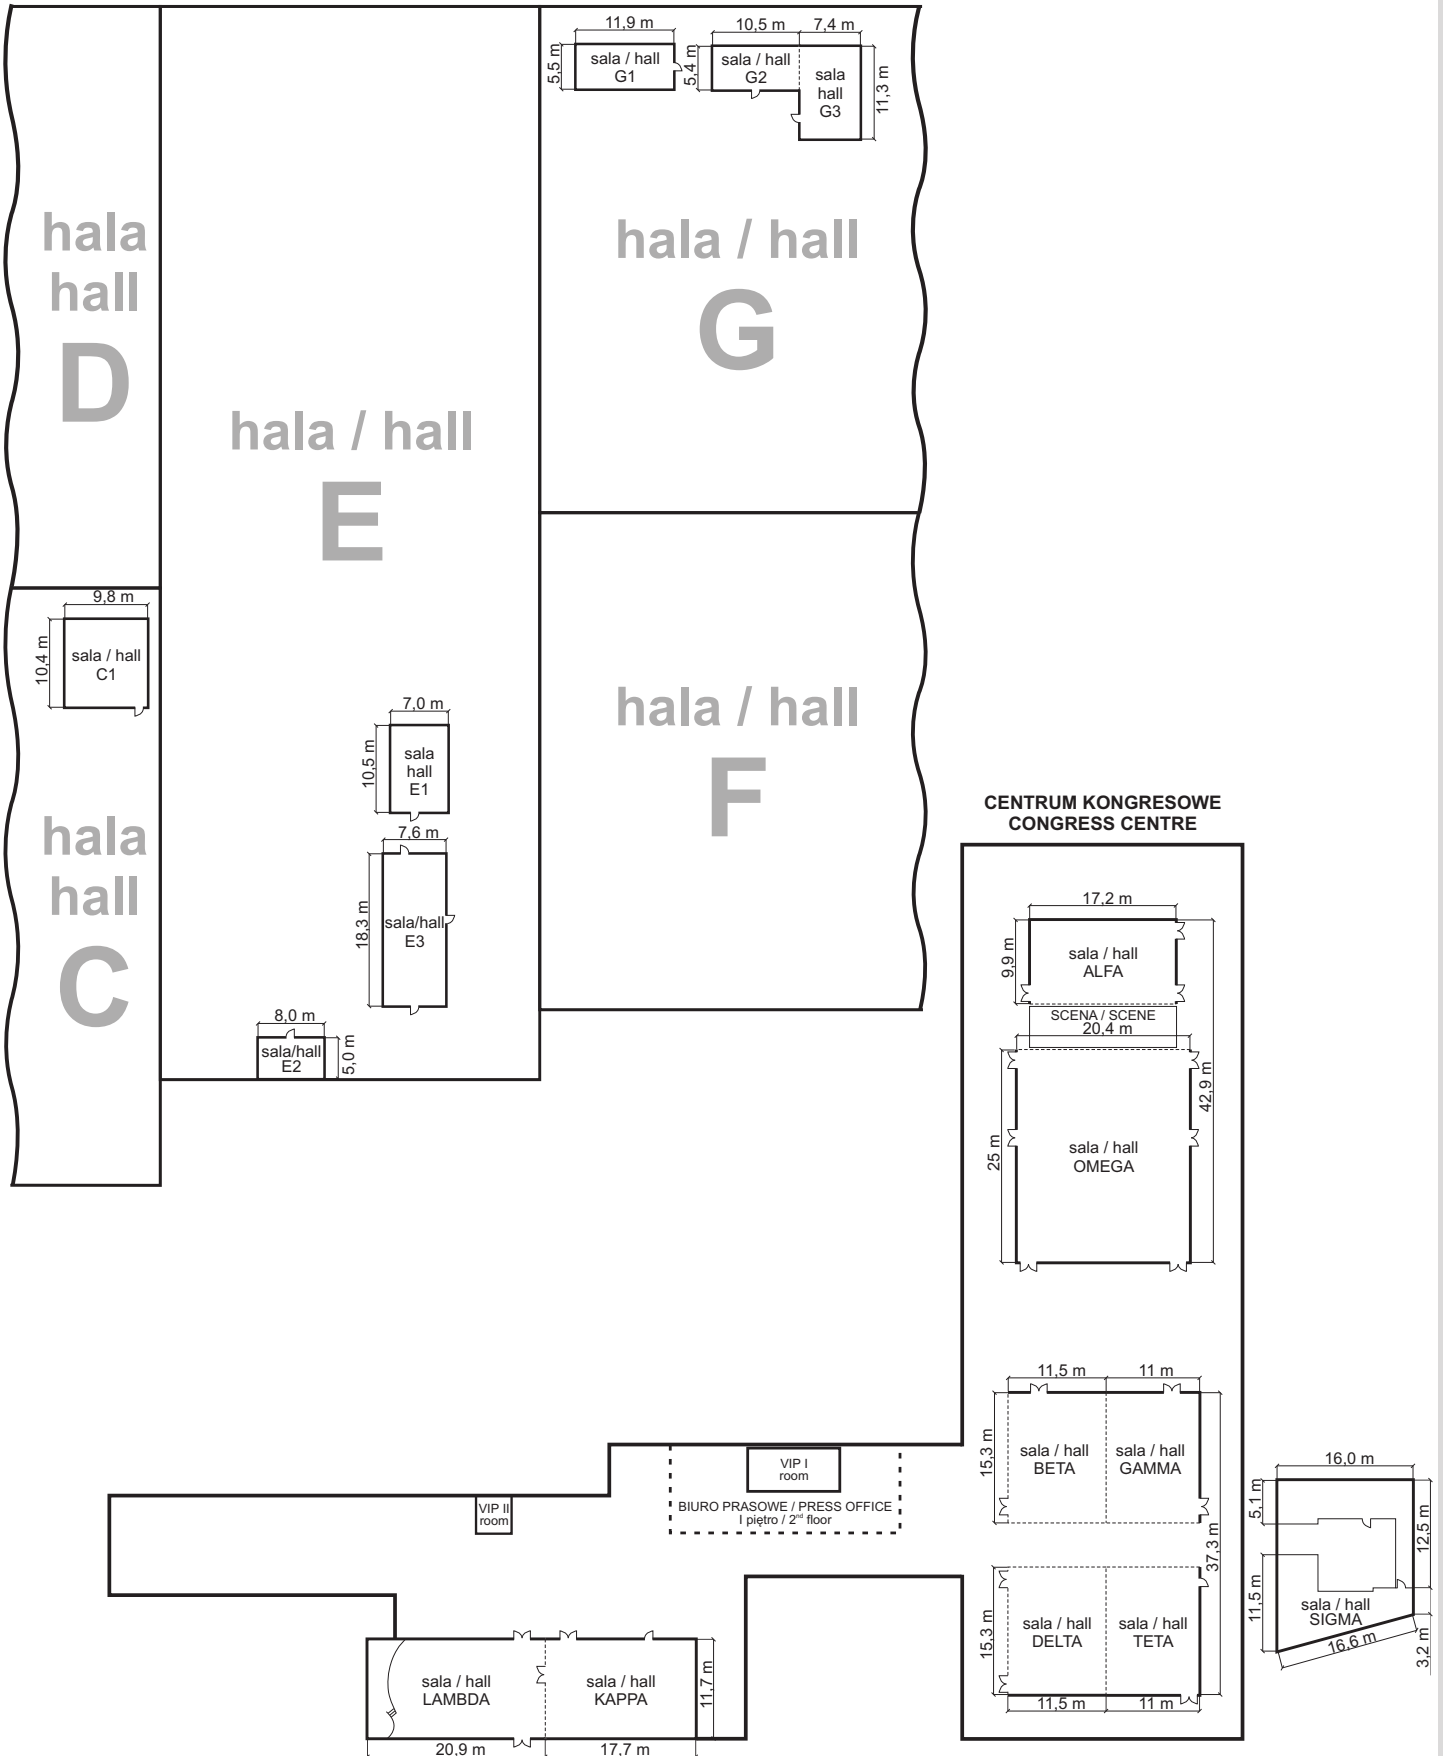 11,9 m
5,5 m
sala / hall
G1
10,5 m
7,4 m
5,4 m
sala / hall
G2
sala
hall
G3
11,3 m
hala
hall
D
hala / hall
G
hala / hall
E
9,8 m
10,4 m
sala / hall
C1
hala / hall
F
7,0 m
10,5 m
sala
hall
E1
hala
hall
C
7,6 m
18,3 m
sala/hall
E3
8,0 m
sala/hall
E2
5,0 m
CENTRUM KONGRESOWE
CONGRESS CENTRE
17,2 m
9,9 m
sala / hall
ALFA
SCENA / SCENE
20,4 m
42,9 m
25 m
sala / hall
OMEGA
11,5 m
11 m
15,3 m
sala / hall
BETA
sala / hall
GAMMA
37,3 m
VIP I
room
BIURO PRASOWE / PRESS OFFICE
I piętro / 2nd floor
VIP II
room
16,0 m
5,1 m
12,5 m
11,5 m
sala / hall
SIGMA
16,6 m
3,2 m
15,3 m
sala / hall
DELTA
sala / hall
TETA
11,5 m
11 m
sala / hall
LAMBDA
sala / hall
KAPPA
11,7 m
20,9 m
17,7 m